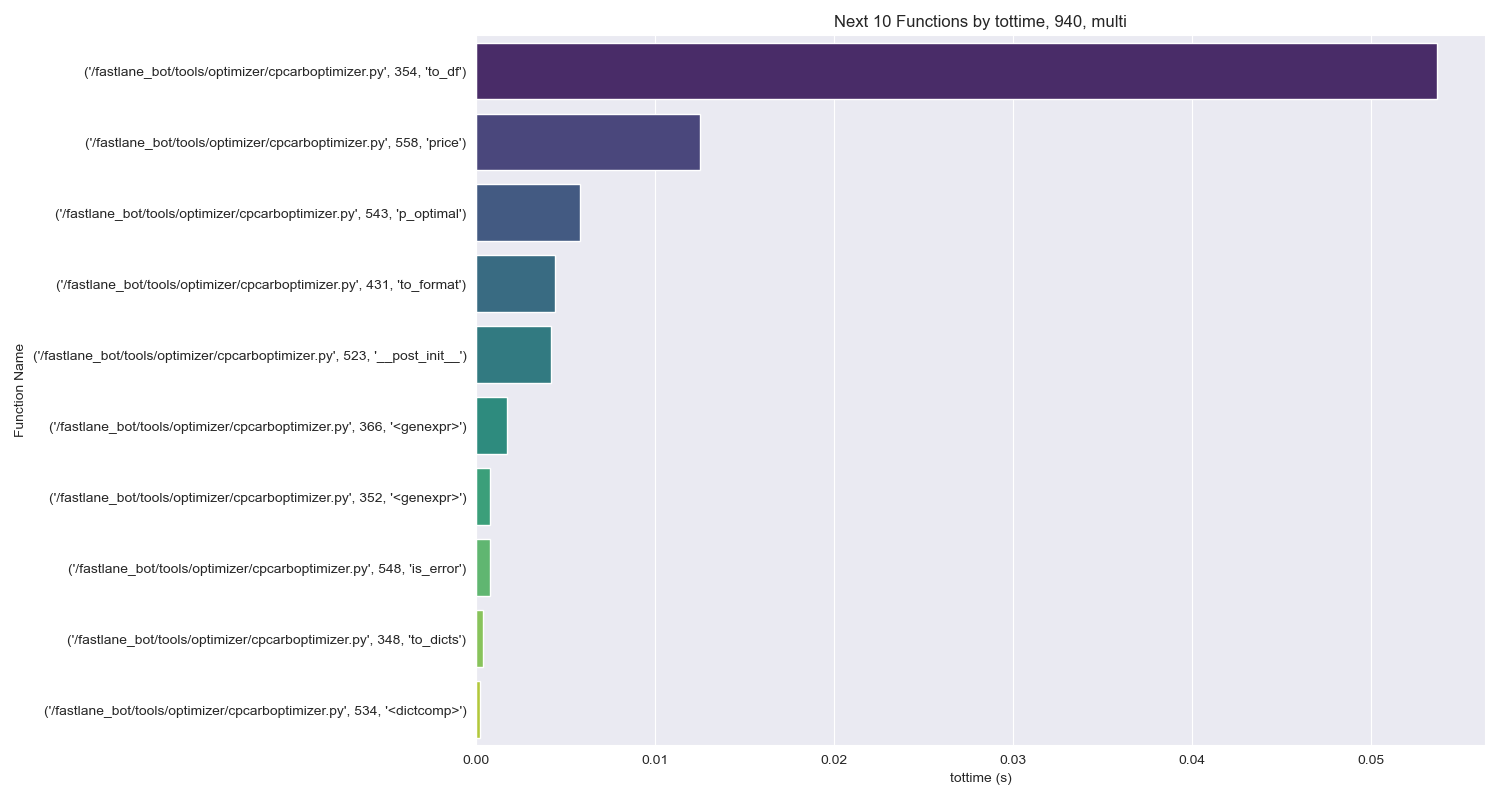 Next 10 Functions by tottime, 940, multi
('/fastlane_bot/tools/optimizer/cpcarboptimizer.py', 354, 'to_df')
('/fastlane_bot/tools/optimizer/cpcarboptimizer.py', 558, 'price')
('/fastlane_bot/tools/optimizer/cpcarboptimizer.py', 543, 'p_optimal')
('/fastlane_bot/tools/optimizer/cpcarboptimizer.py', 431, 'to_format')
('/fastlane_bot/tools/optimizer/cpcarboptimizer.py', 523, '__post_init__')
('/fastlane_bot/tools/optimizer/cpcarboptimizer.py', 366, '<genexpr>')
('/fastlane_bot/tools/optimizer/cpcarboptimizer.py', 352, '<genexpr>')
('/fastlane_bot/tools/optimizer/cpcarboptimizer.py', 548, 'is_error')
('/fastlane_bot/tools/optimizer/cpcarboptimizer.py', 348, 'to_dicts')
('/fastlane_bot/tools/optimizer/cpcarboptimizer.py', 534, '<dictcomp>')
Function Name
0.00 0.01 0.02 0.03 0.04 0.05
tottime (s)